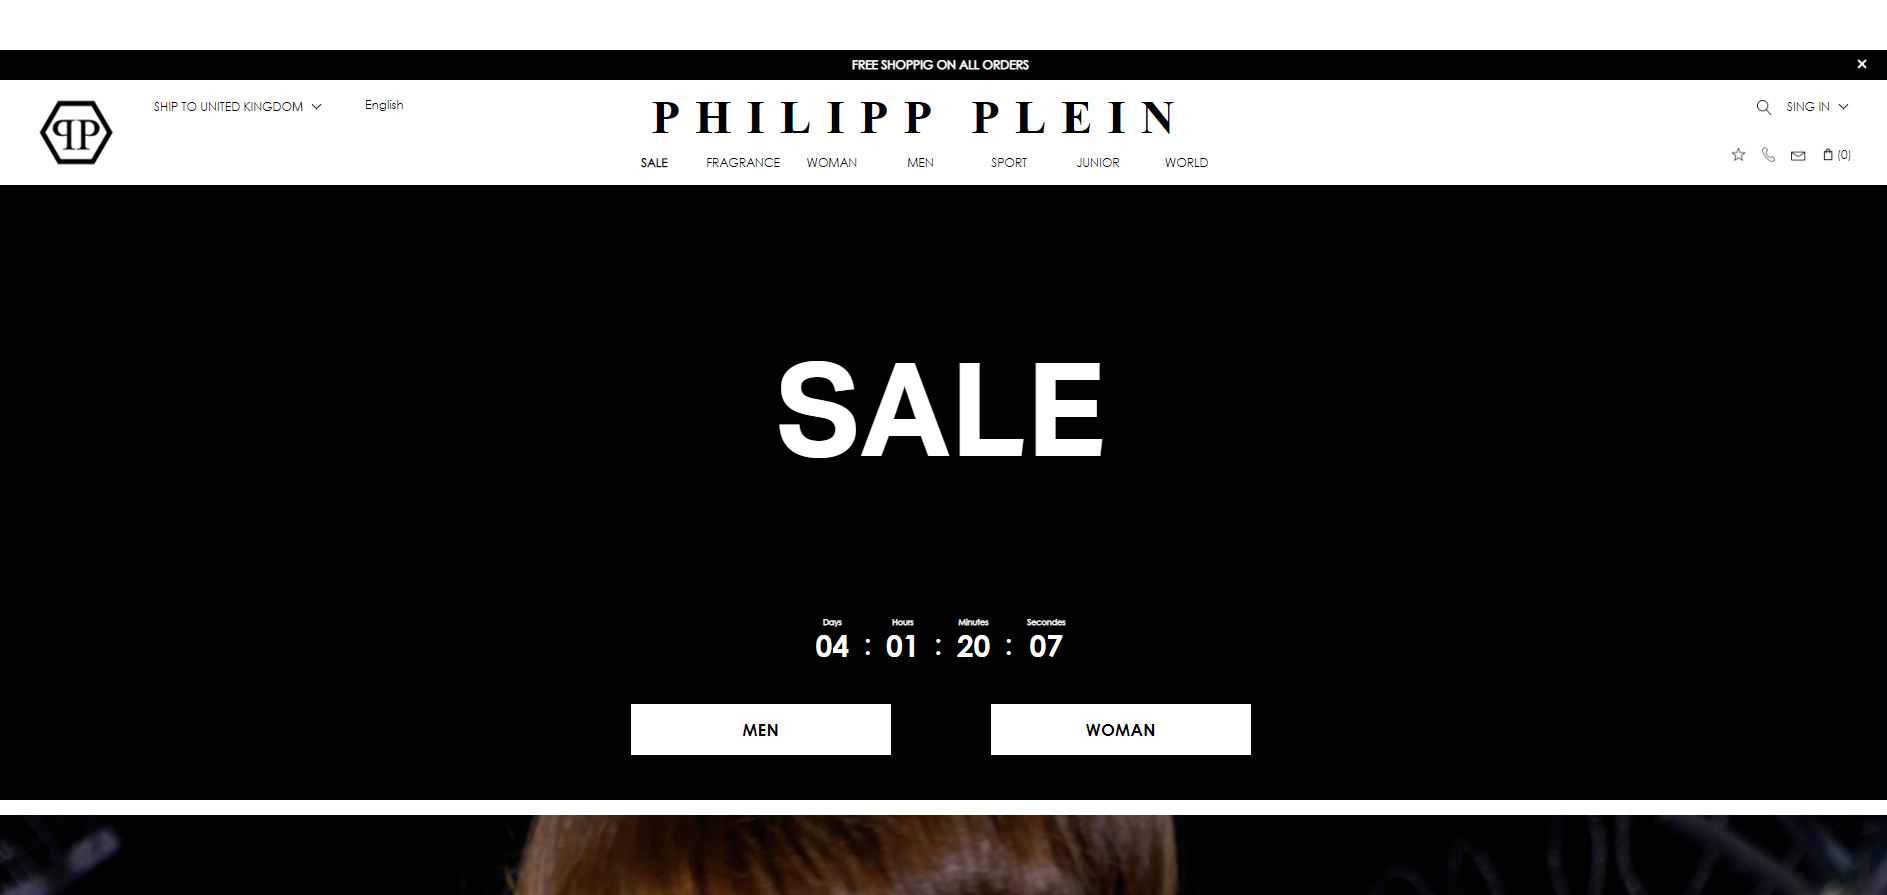 FREE SHOPPIG ON ALL ORDERS ×
PP
SHIP TO UNITED KINGDOM
English
PHILIPP PLEIN
SING IN
SALE FRAGRANCE WOMAN MEN SPORT JUNIOR WORLD
(0)
SALE
Days Hours Minutes Secondes
04 : 01 : 20 : 07
MEN WOMAN